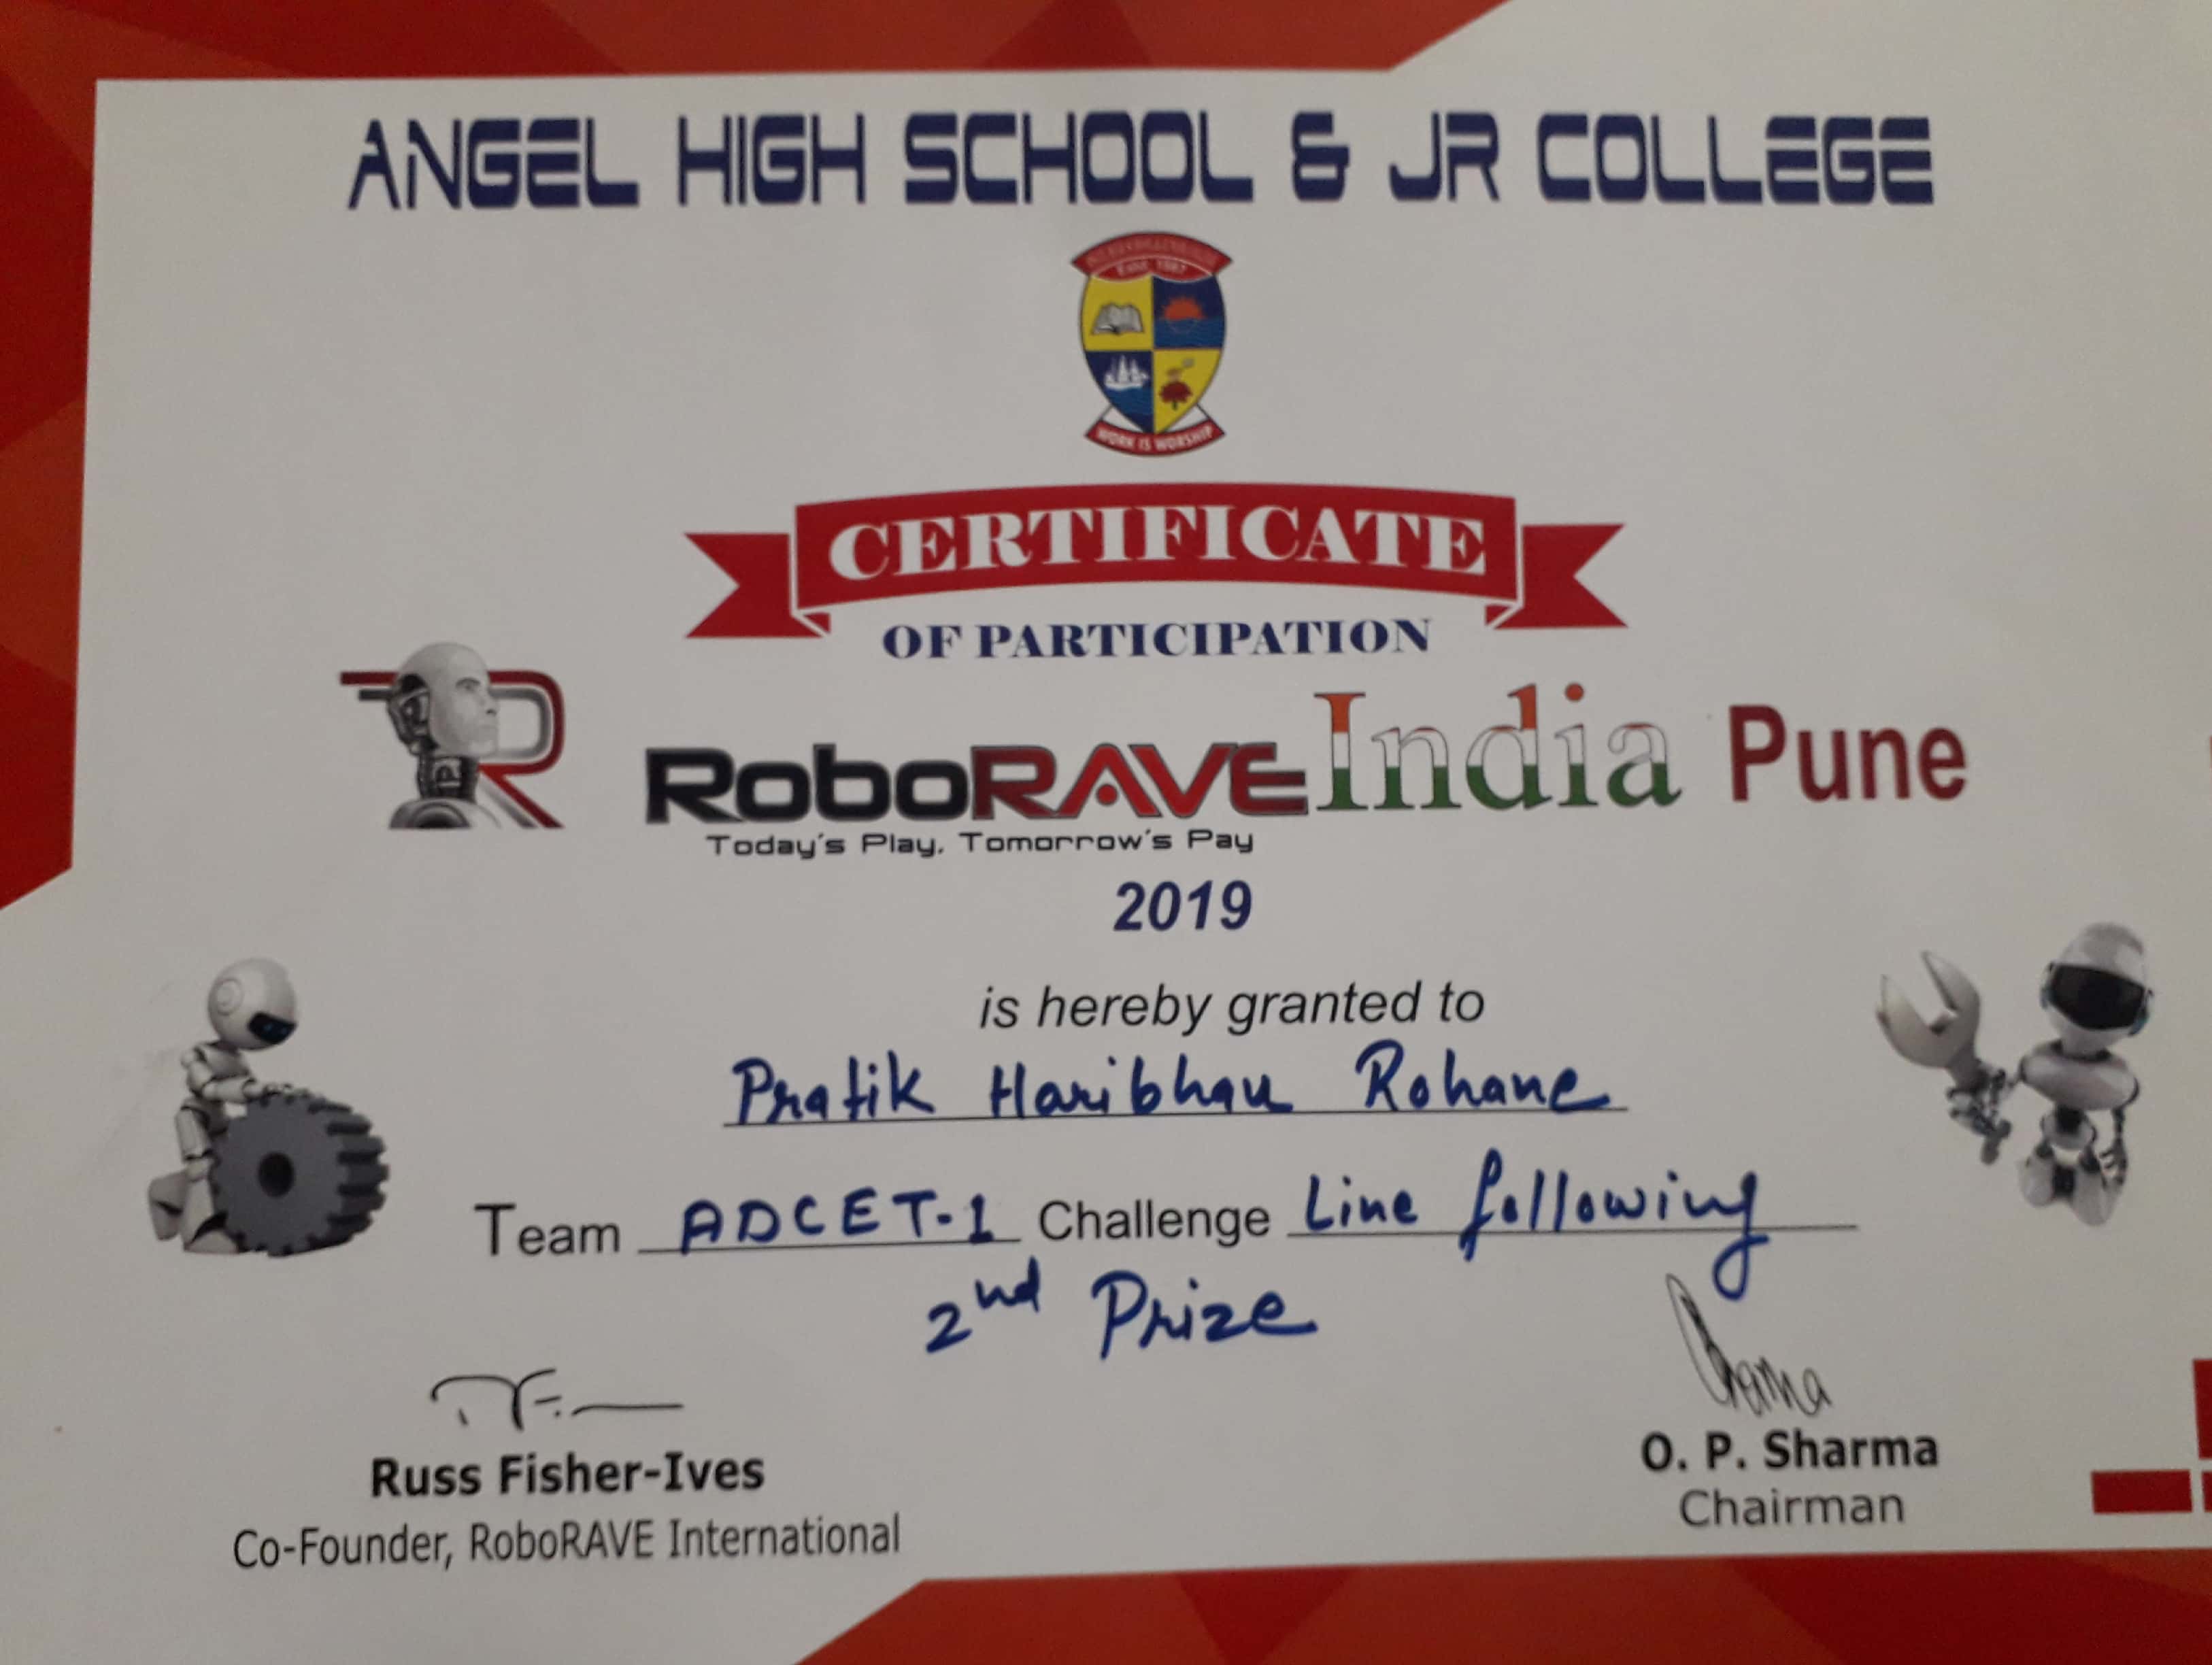 ANGEL HIGH SCHOOL & JR COLLEGE
Estd. 1987
WORK IS WORSHIP
CERTIFICATE
OF PARTICIPATION
R
RoboRAVE India Pune
Today's Play, Tomorrow's Pay
2019
is hereby granted to
Pratik Haribhau Rohane
Team ADCET-1 Challenge Line following
2nd Prize
Russ Fisher-Ives
O. P. Sharma
Co-Founder, RoboRAVE International
Chairman